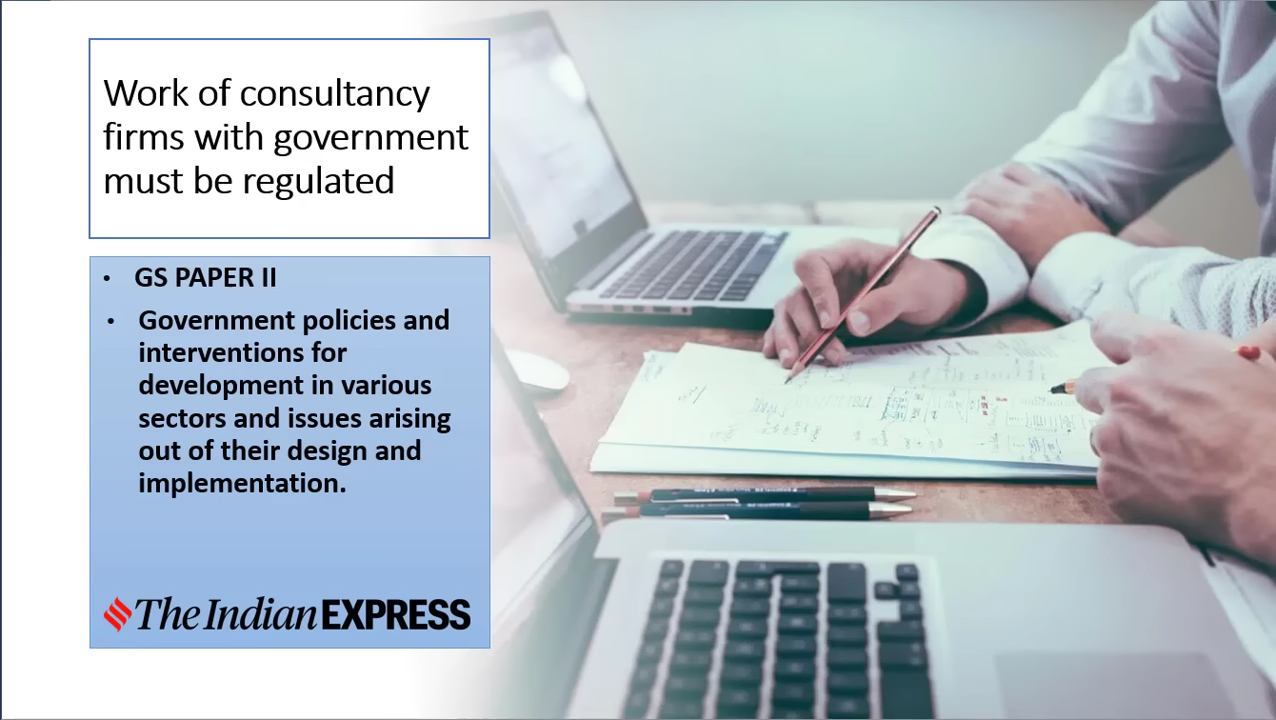 Work of consultancy
firms with government
must be regulated
• GS PAPER II
• Government policies and
interventions for
development in various
sectors and issues arising
out of their design and
implementation.
The Indian EXPRESS